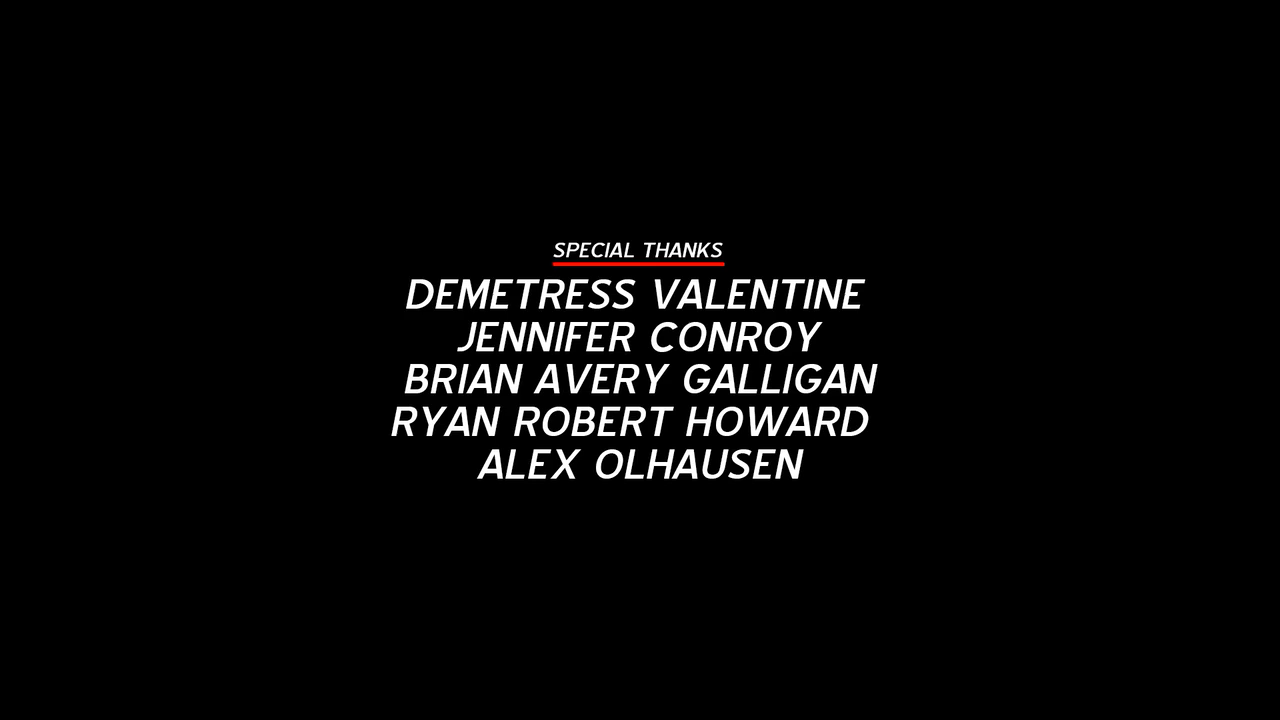 SPECIAL THANKS
DEMETRESS VALENTINE
JENNIFER CONROY
BRIAN AVERY GALLIGAN
RYAN ROBERT HOWARD
ALEX OLHAUSEN